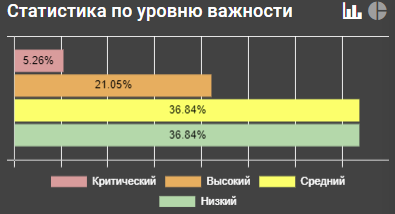 Статистика по уровню важности
5.26%
21.05%
36.84%
36.84%
Критический Высокий Средний
Низкий